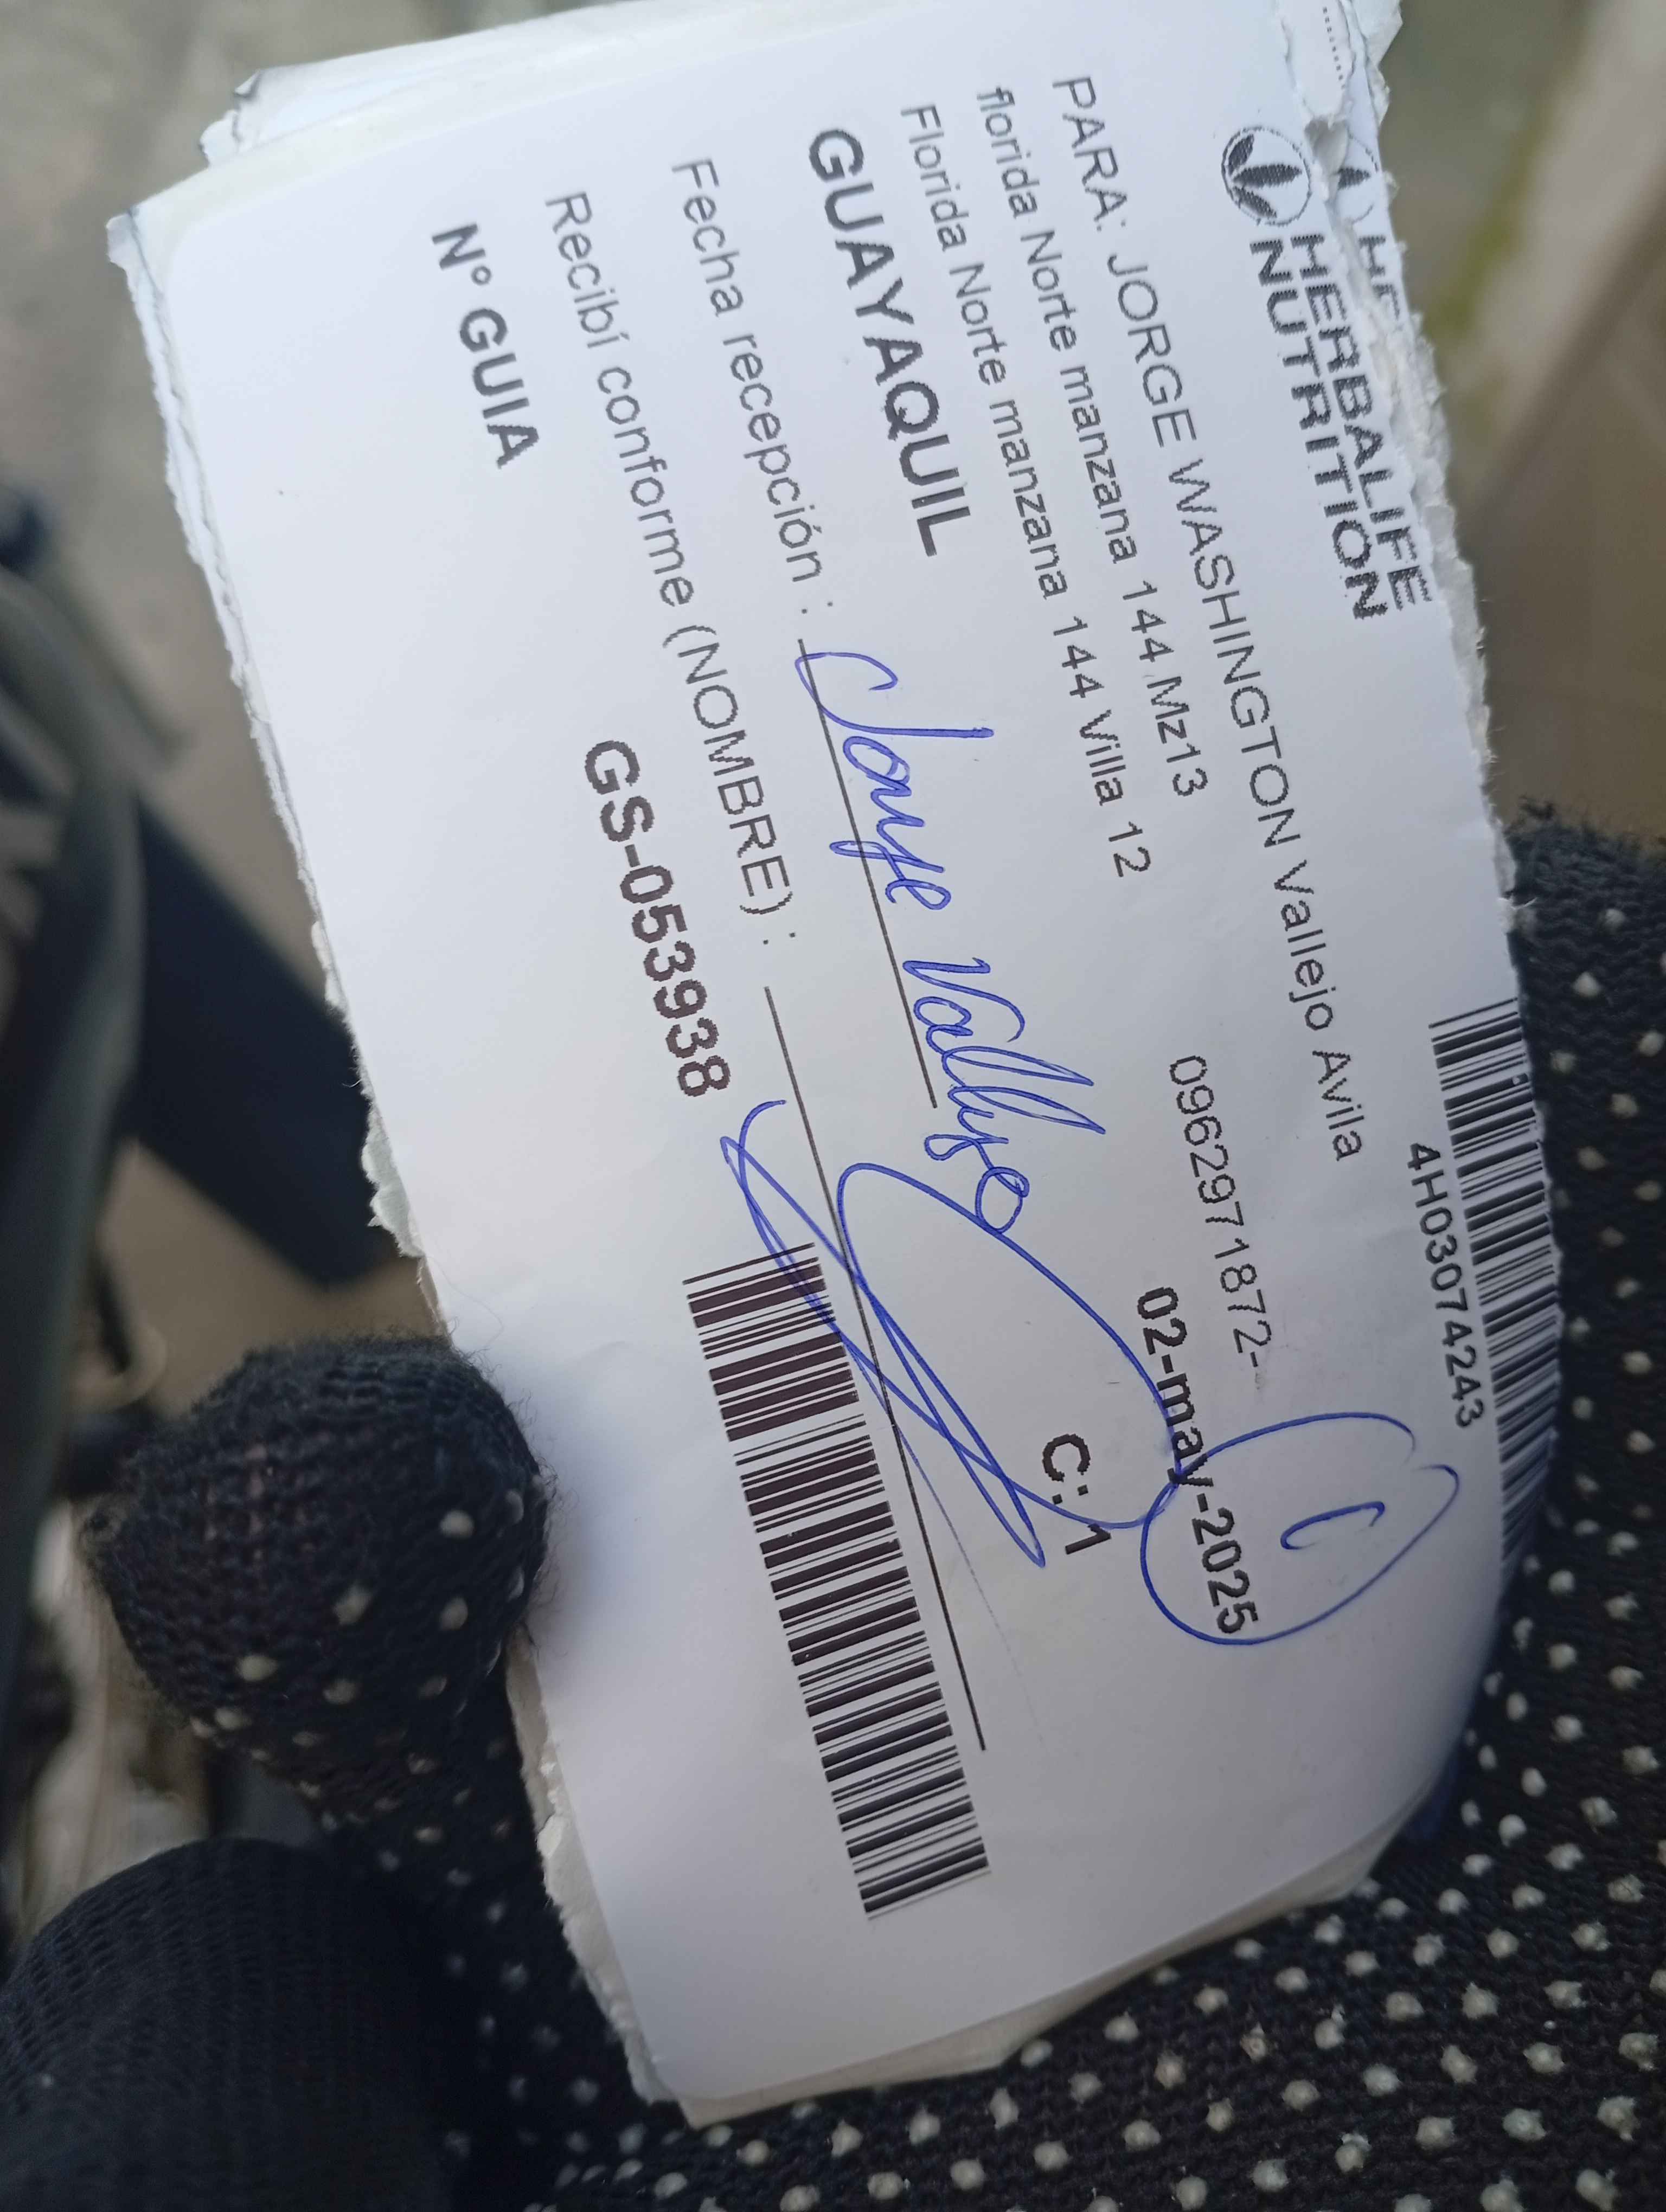 HERBALIFE
NUTRITION
4H03074243
PARA: JORGE WASHINGTON Vallejo Avila
florida Norte manzana 144 Mz13
0962971872-
Florida Norte manzana 144 Villa 12
02-may-2025
GUAYAQUIL
C: 1
Fecha recepción : Jorge Vallejo
Recibí conforme (NOMBRE) :
N° GUIA
GS-053938